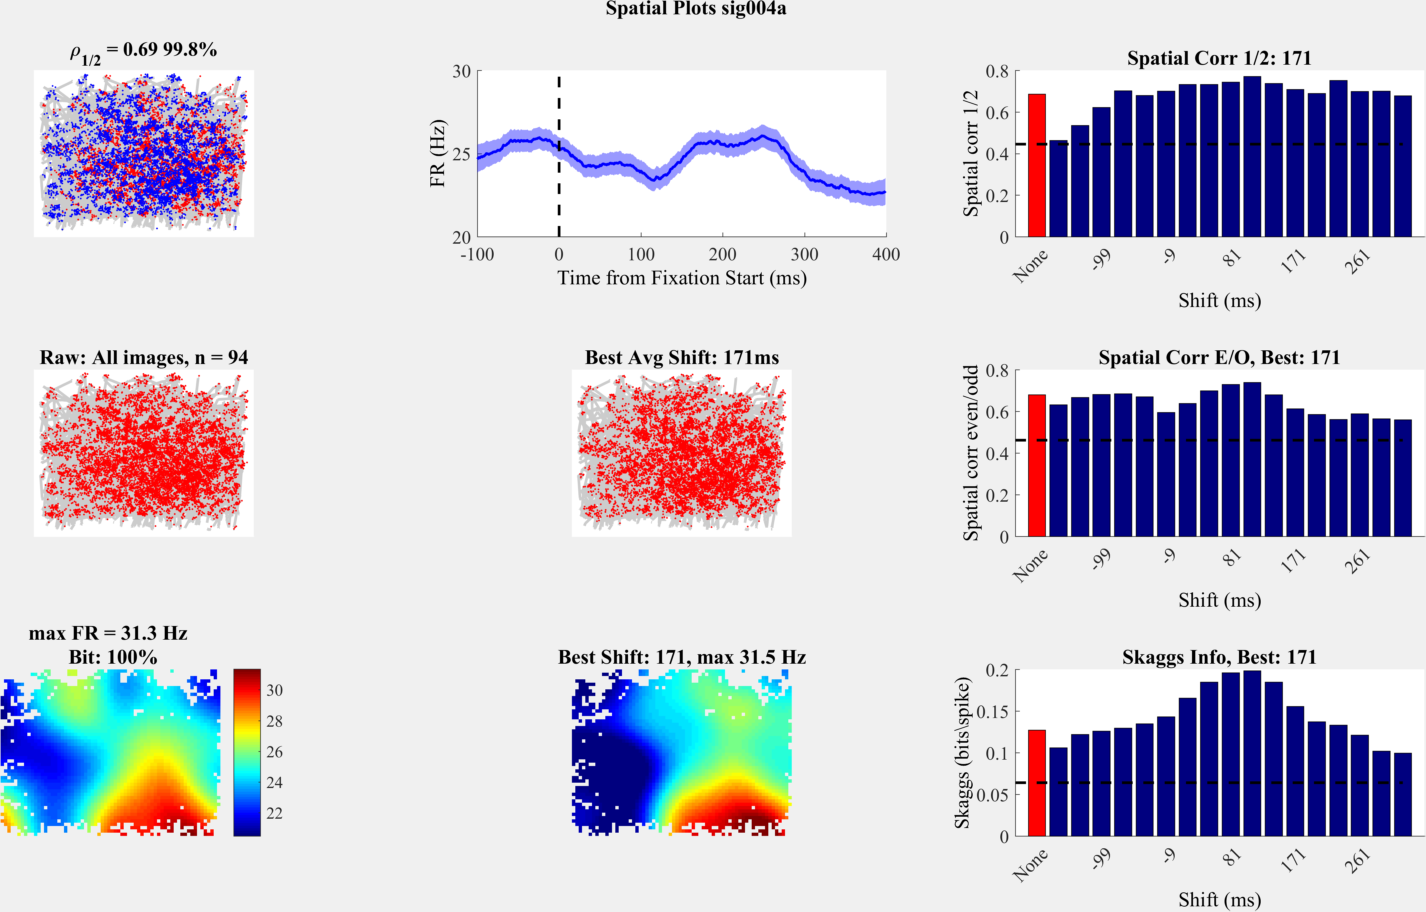 Spatial Plots sig004a
ρ1/2 = 0.69 99.8%
30
25
20
FR (Hz)
-100 0 100 200 300 400
Time from Fixation Start (ms)
Spatial Corr 1/2: 171
0.8
0.6
0.4
0.2
0
Spatial corr 1/2
None -99 -9 81 171 261
Shift (ms)
Raw: All images, n = 94
Best Avg Shift: 171ms
Spatial Corr E/O, Best: 171
0.8
0.6
0.4
0.2
0
Spatial corr even/odd
None -99 -9 81 171 261
Shift (ms)
max FR = 31.3 Hz
Bit: 100%
30
28
26
24
22
Best Shift: 171, max 31.5 Hz
Skaggs Info, Best: 171
0.2
0.15
0.1
0.05
0
Skaggs (bits\spike)
None -99 -9 81 171 261
Shift (ms)